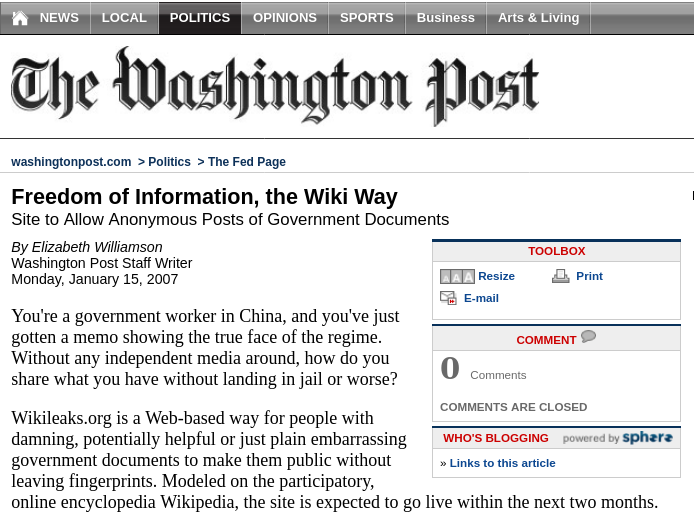 NEWS LOCAL POLITICS OPINIONS SPORTS Business Arts & Living
The Washington Post
washingtonpost.com > Politics > The Fed Page
Freedom of Information, the Wiki Way
Site to Allow Anonymous Posts of Government Documents
By Elizabeth Williamson
Washington Post Staff Writer
Monday, January 15, 2007
You're a government worker in China, and you've just
gotten a memo showing the true face of the regime.
Without any independent media around, how do you
share what you have without landing in jail or worse?
Wikileaks.org is a Web-based way for people with
damning, potentially helpful or just plain embarrassing
government documents to make them public without
leaving fingerprints. Modeled on the participatory,
online encyclopedia Wikipedia, the site is expected to go live within the next two months.
TOOLBOX
AAA Resize Print
E-mail
COMMENT
0 Comments
COMMENTS ARE CLOSED
WHO'S BLOGGING powered by sphere
» Links to this article